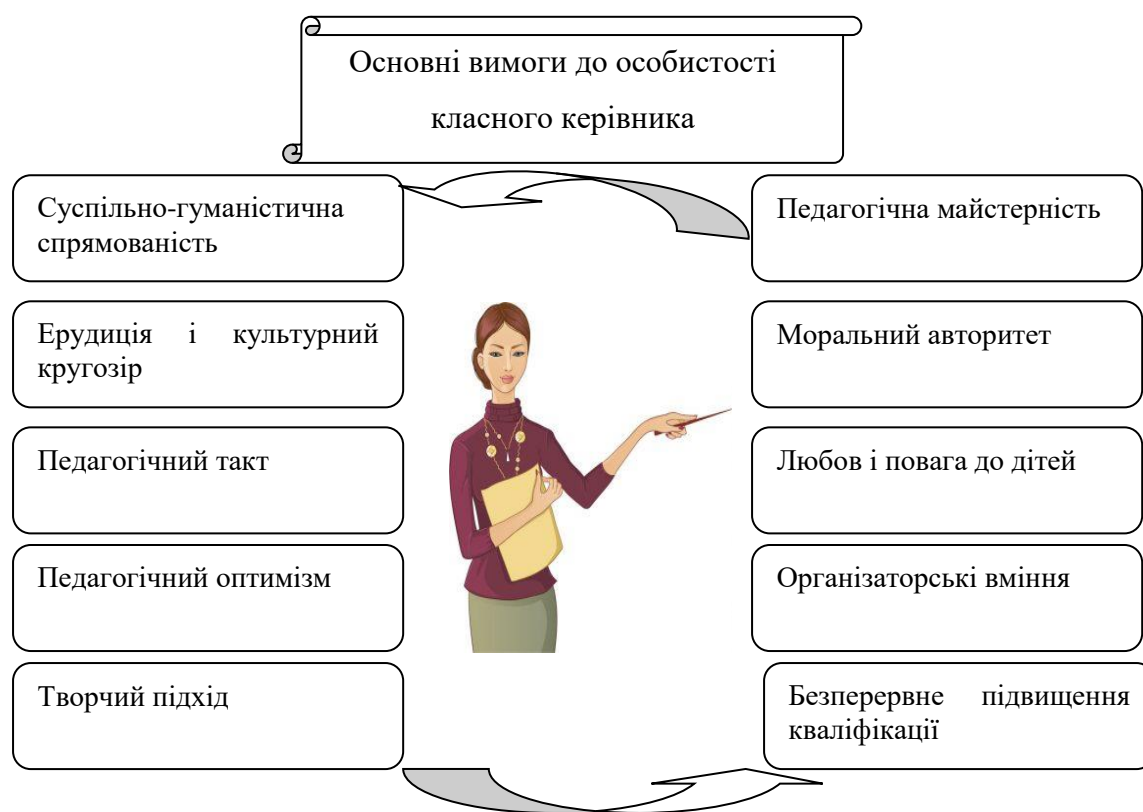 Основні вимоги до особистості
класного керівника
Суспільно-гуманістична
спрямованість
Ерудиція і культурний
кругозір
Педагогічний такт
Педагогічний оптимізм
Творчий підхід
Педагогічна майстерність
Моральний авторитет
Любов і повага до дітей
Організаторські вміння
Безперервне підвищення
кваліфікації